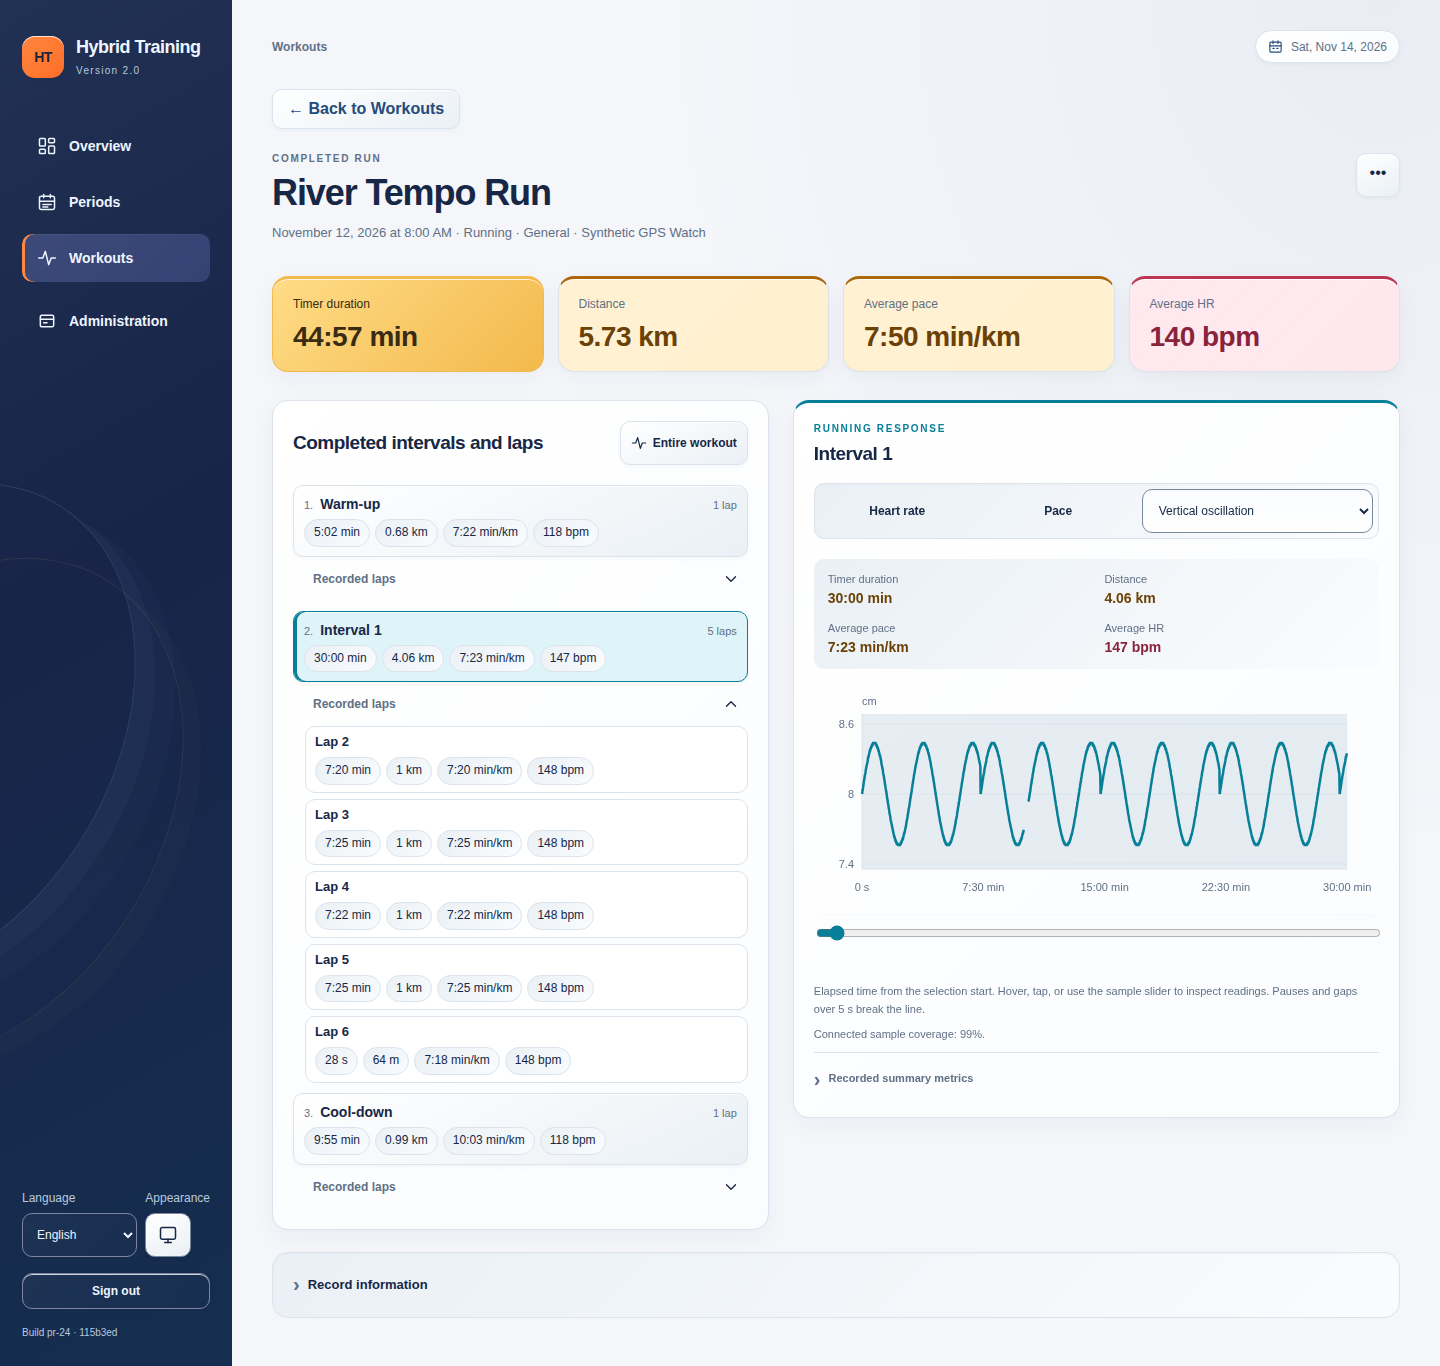 HT
Hybrid Training
Version 2.0
Overview
Periods
Workouts
Administration
Language
Appearance
English
Sign out
Build pr-24 · 115b3ed
Workouts
Sat, Nov 14, 2026
← Back to Workouts
COMPLETED RUN
River Tempo Run
•••
November 12, 2026 at 8:00 AM · Running · General · Synthetic GPS Watch
Timer duration
44:57 min
Distance
5.73 km
Average pace
7:50 min/km
Average HR
140 bpm
Completed intervals and laps
Entire workout
1. Warm-up
1 lap
5:02 min 0.68 km 7:22 min/km 118 bpm
Recorded laps
2. Interval 1
5 laps
30:00 min 4.06 km 7:23 min/km 147 bpm
Recorded laps
Lap 2
7:20 min 1 km 7:20 min/km 148 bpm
Lap 3
7:25 min 1 km 7:25 min/km 148 bpm
Lap 4
7:22 min 1 km 7:22 min/km 148 bpm
Lap 5
7:25 min 1 km 7:25 min/km 148 bpm
Lap 6
28 s 64 m 7:18 min/km 148 bpm
3. Cool-down
1 lap
9:55 min 0.99 km 10:03 min/km 118 bpm
Recorded laps
RUNNING RESPONSE
Interval 1
Heart rate
Pace
Vertical oscillation
Timer duration
30:00 min
Distance
4.06 km
Average pace
7:23 min/km
Average HR
147 bpm
cm
8.6
8
7.4
0 s 7:30 min 15:00 min 22:30 min 30:00 min
Elapsed time from the selection start. Hover, tap, or use the sample slider to inspect readings. Pauses and gaps
over 5 s break the line.
Connected sample coverage: 99%.
› Recorded summary metrics
› Record information